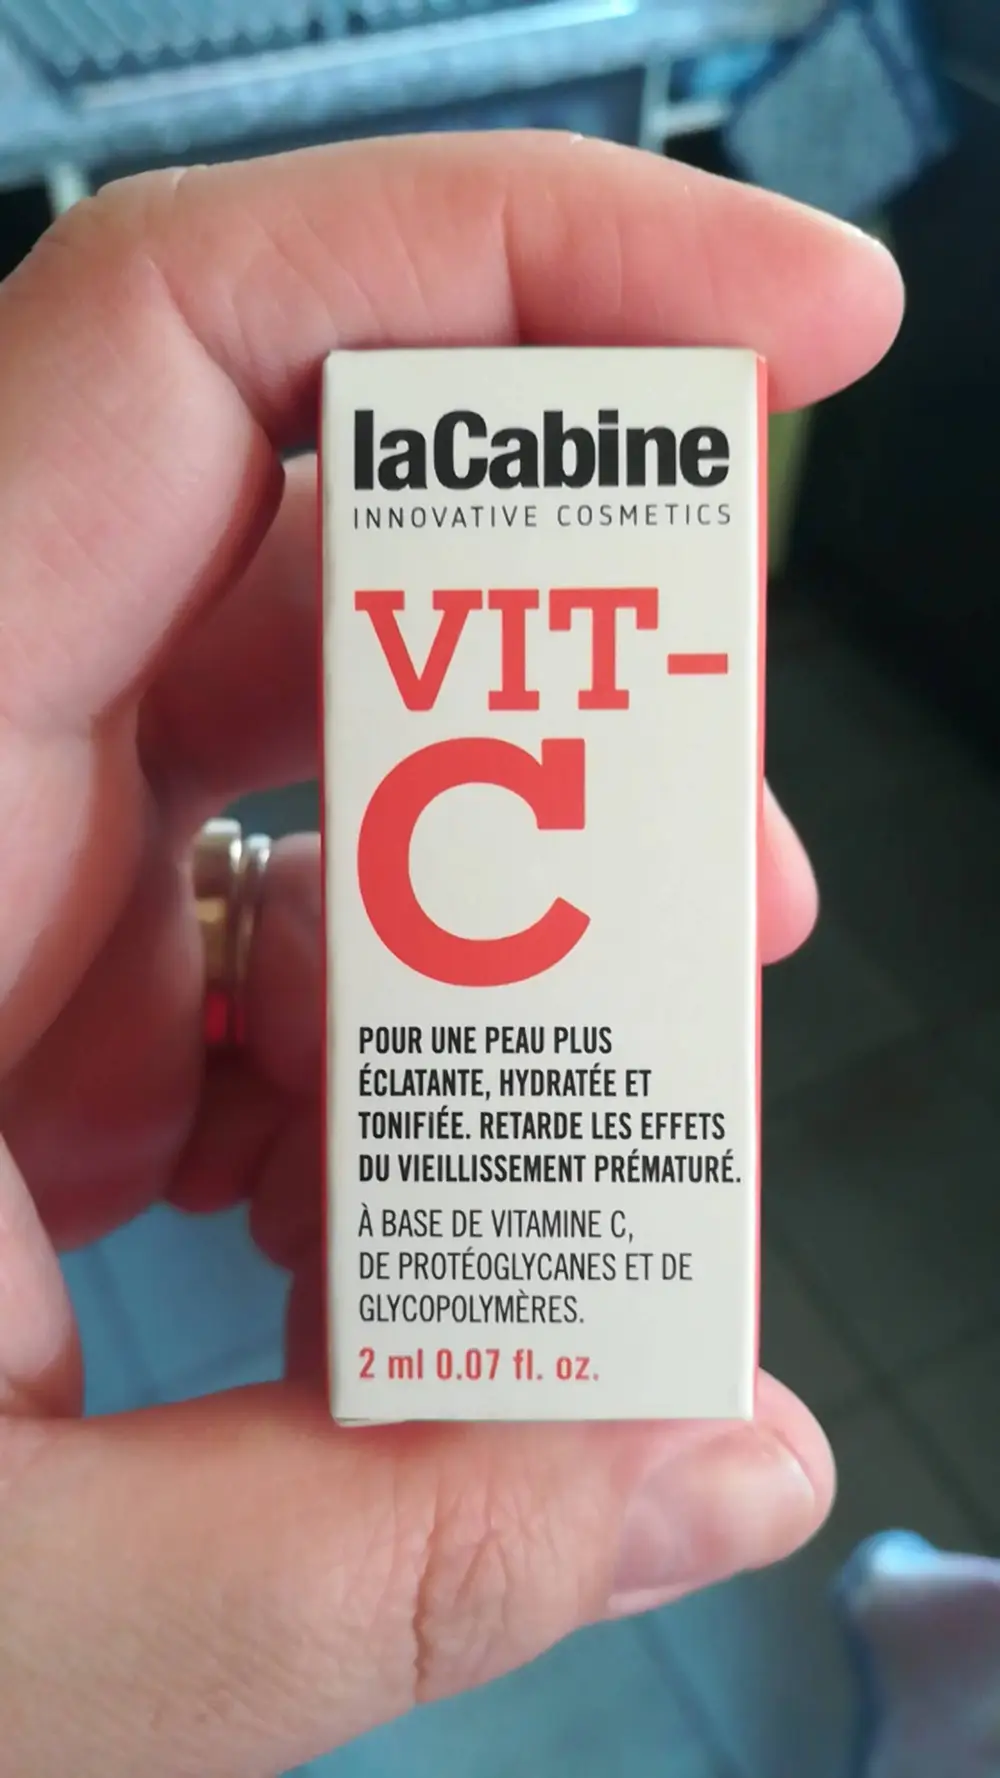 laCabine
INNOVATIVE COSMETICS
VIT-
C
POUR UNE PEAU PLUS
ÉCLATANTE, HYDRATÉE ET
TONIFIÉE. RETARDE LES EFFETS
DU VIEILLISSEMENT PRÉMATURÉ.
À BASE DE VITAMINE C,
DE PROTÉOGLYCANES ET DE
GLYCOPOLYMÈRES.
2 ml 0.07 fl. oz.